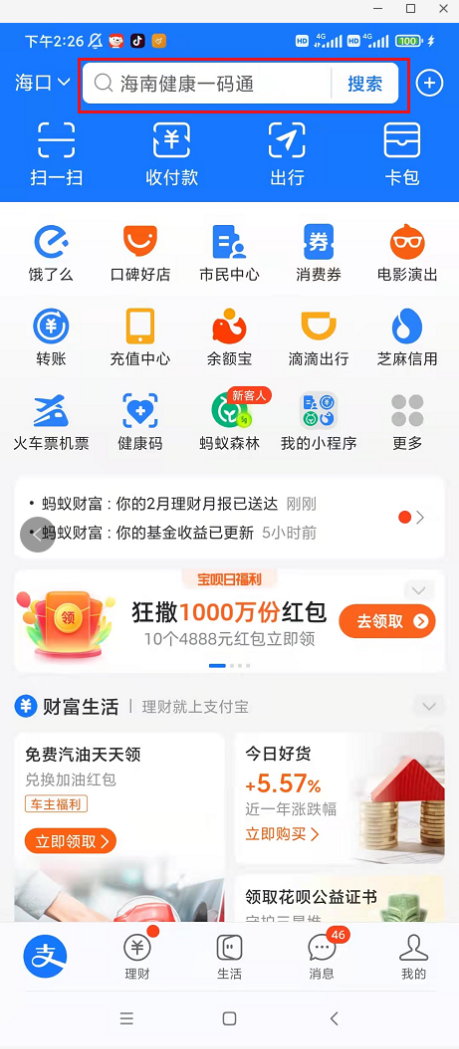 下午2:26 HD 4G HD 4G 100
海口 海南健康一码通 搜索
扫一扫 收付款 出行 卡包
饿了么 口碑好店 市民中心 消费券 电影演出
转账 充值中心 余额宝 滴滴出行 芝麻信用
新客人
火车票机票 健康码 蚂蚁森林 我的小程序 更多
• 蚂蚁财富：你的2月理财月报已送达 刚刚
• 蚂蚁财富：你的基金收益已更新 5小时前
宝呗日福利
领
狂撒1000万份红包
去领取
10个4888元红包立即领
财富生活 | 理财就上支付宝
免费汽油天天领
兑换加油红包
车主福利
立即领取
今日好货
+5.57%
近一年涨跌幅
立即购买
领取花呗公益证书
支
理财 生活 消息 我的
46